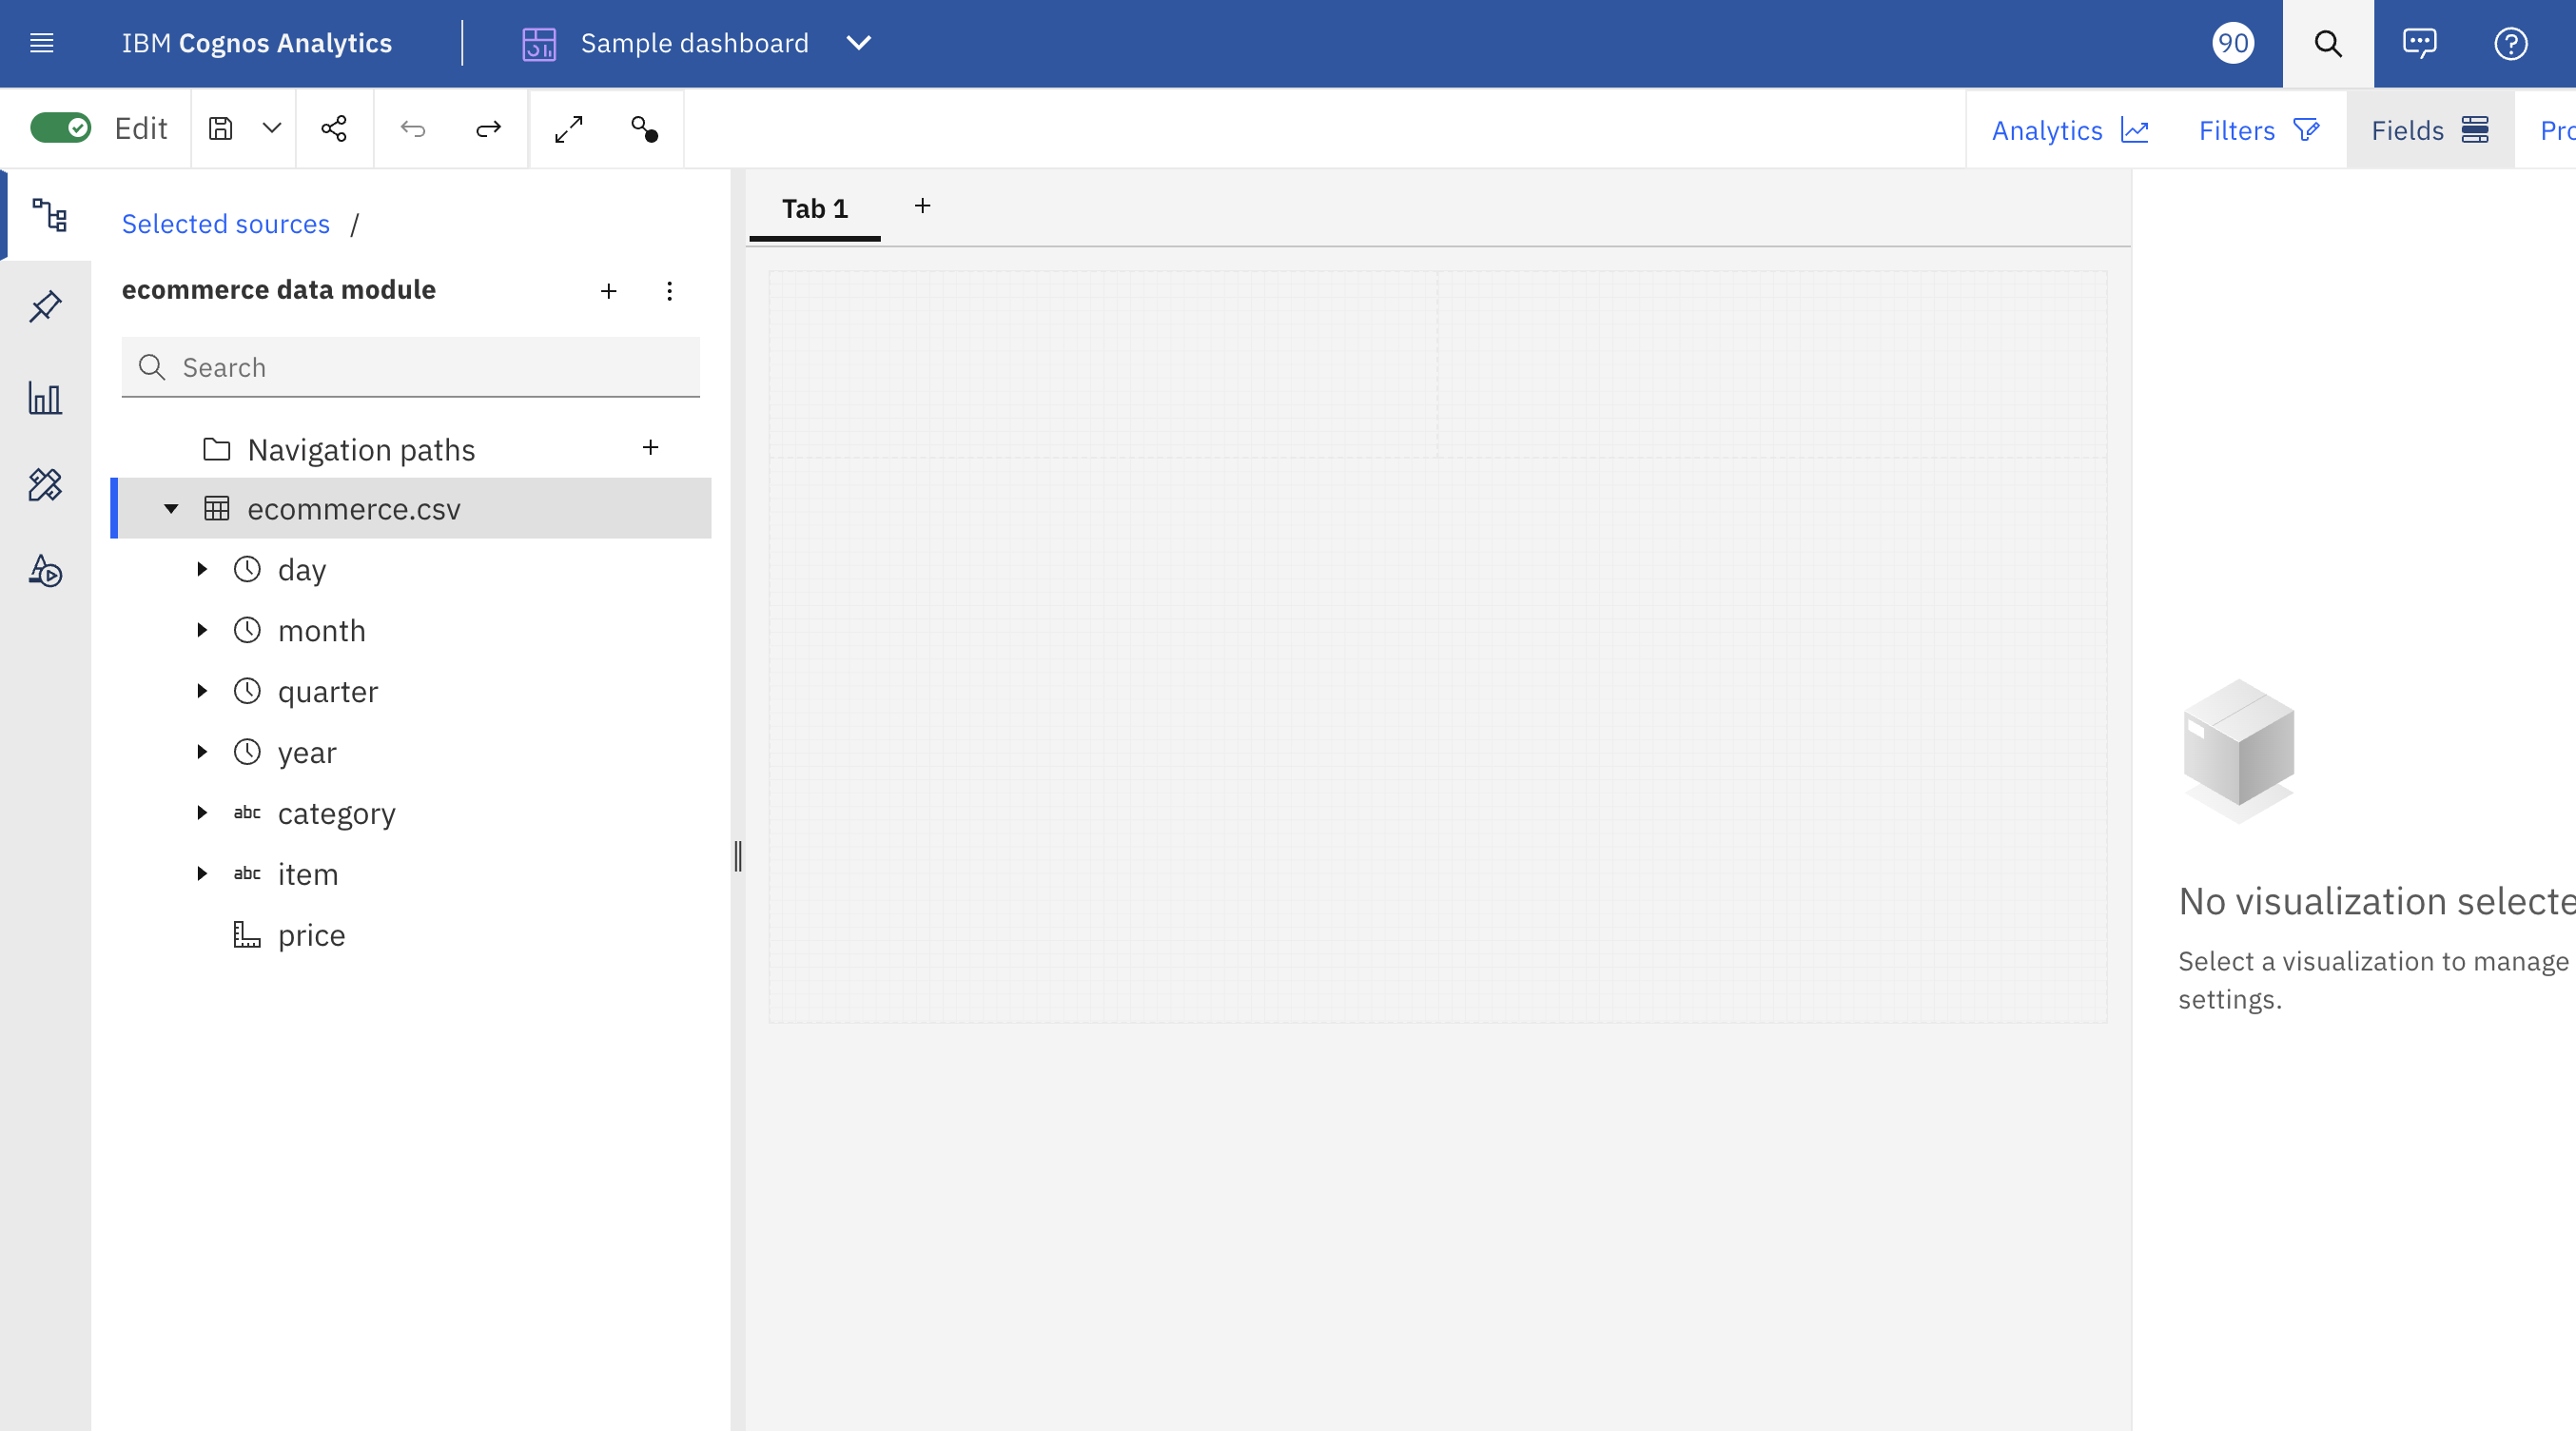 IBM Cognos Analytics
Sample dashboard
90
Edit
Analytics
Filters
Fields
Selected sources /
ecommerce data module
Search
Navigation paths
ecommerce.csv
day
month
quarter
year
abc category
abc item
price
Tab 1
No visualization selecte
Select a visualization to manage
settings.